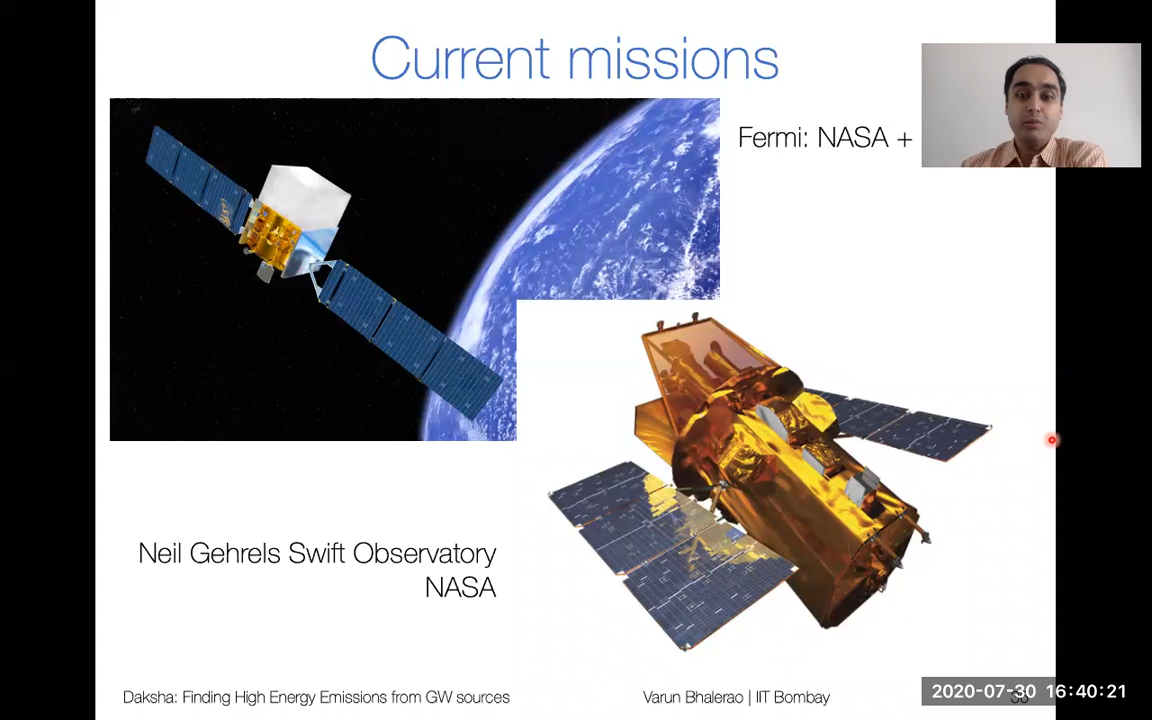 Current missions
Fermi: NASA +
Neil Gehrels Swift Observatory
NASA
Daksha: Finding High Energy Emissions from GW sources
Varun Bhalerao | IIT Bombay
2020-07-30 16:40:21